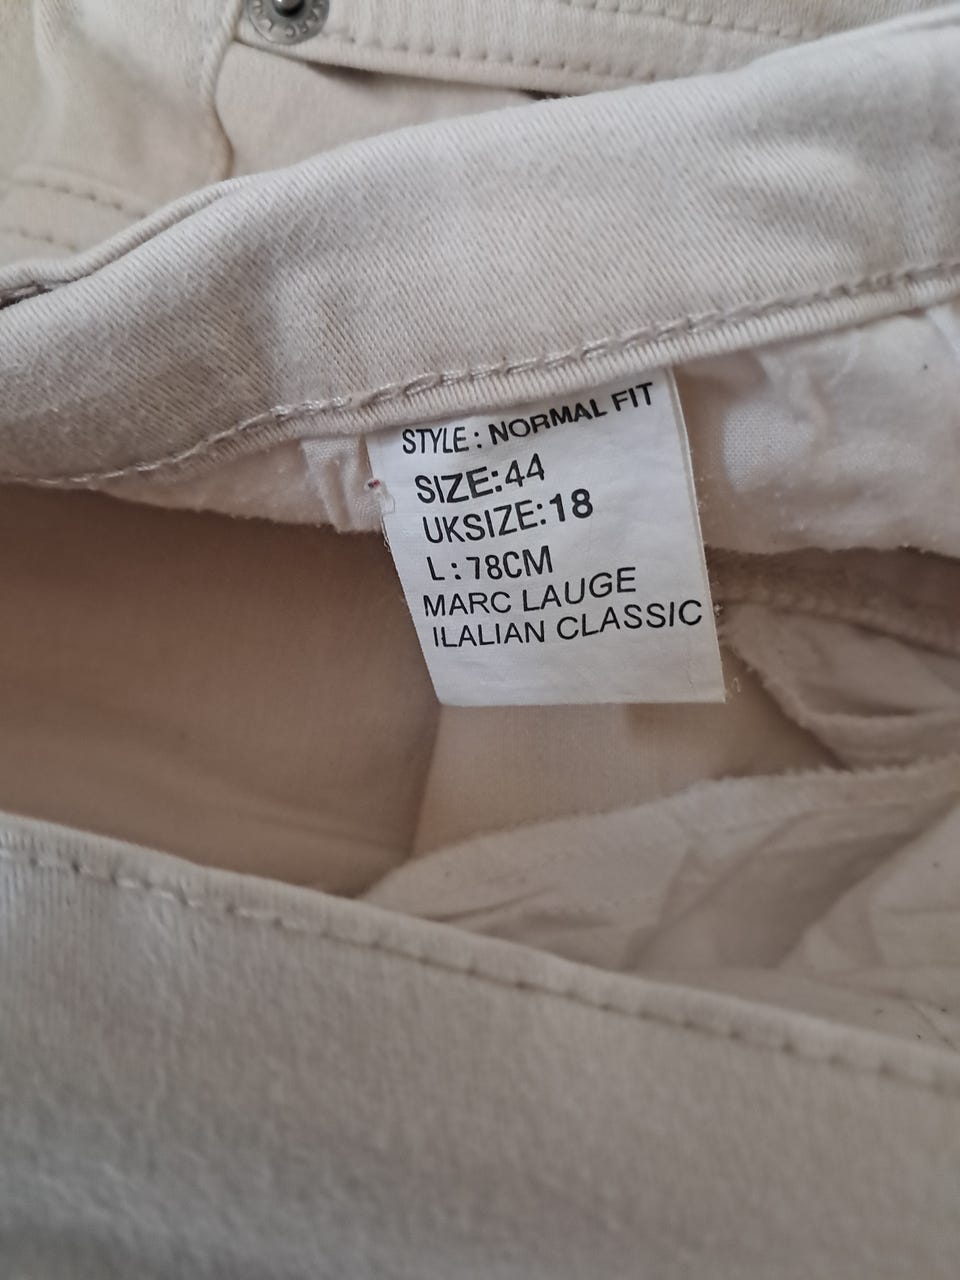 STYLE : NORMAL FIT
SIZE:44
UKSIZE:18
L:78CM
MARC LAUGE
ILALIAN CLASSIC